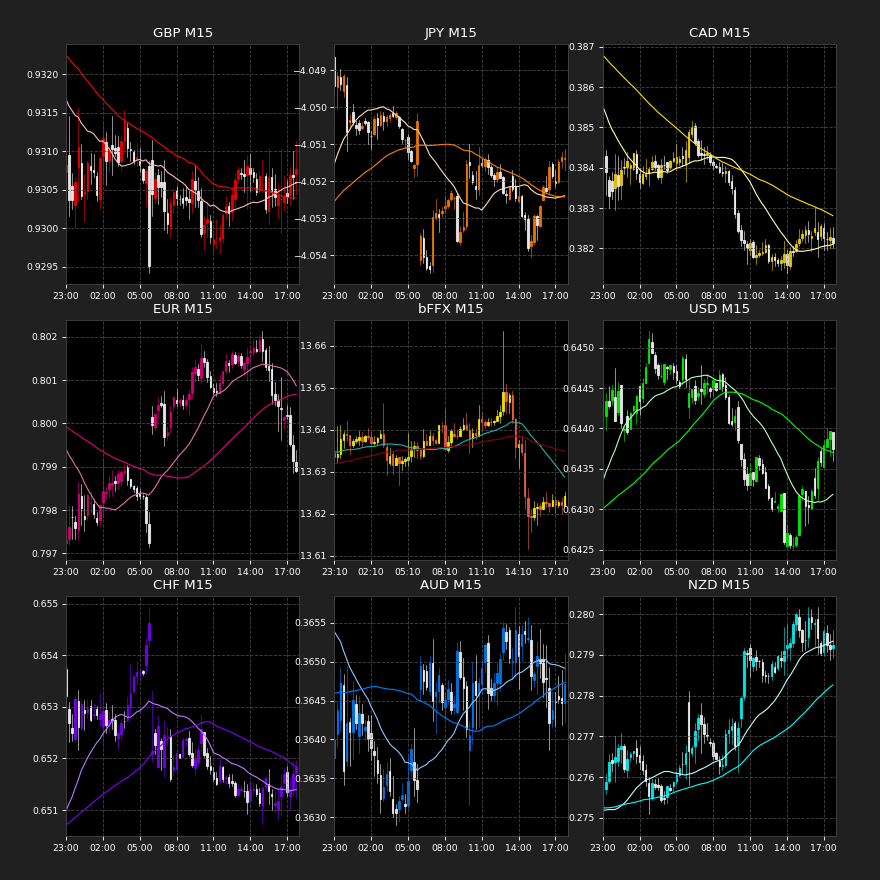 GBP M15
0.9320
0.9315
0.9310
0.9305
0.9300
0.9295
23:00 02:00 05:00 08:00 11:00 14:00 17:00
JPY M15
−4.049
−4.050
−4.051
−4.052
−4.053
−4.054
23:00 02:00 05:00 08:00 11:00 14:00 17:00
CAD M15
0.387
0.386
0.385
0.384
0.383
0.382
23:00 02:00 05:00 08:00 11:00 14:00 17:00
EUR M15
0.802
0.801
0.800
0.799
0.798
0.797
23:00 02:00 05:00 08:00 11:00 14:00 17:00
bFFX M15
13.66
13.65
13.64
13.63
13.62
13.61
23:10 02:10 05:10 08:10 11:10 14:10 17:10
USD M15
0.6450
0.6445
0.6440
0.6435
0.6430
0.6425
23:00 02:00 05:00 08:00 11:00 14:00 17:00
CHF M15
0.655
0.654
0.653
0.652
0.651
23:00 02:00 05:00 08:00 11:00 14:00 17:00
AUD M15
0.3655
0.3650
0.3645
0.3640
0.3635
0.3630
23:00 02:00 05:00 08:00 11:00 14:00 17:00
NZD M15
0.280
0.279
0.278
0.277
0.276
0.275
23:00 02:00 05:00 08:00 11:00 14:00 17:00